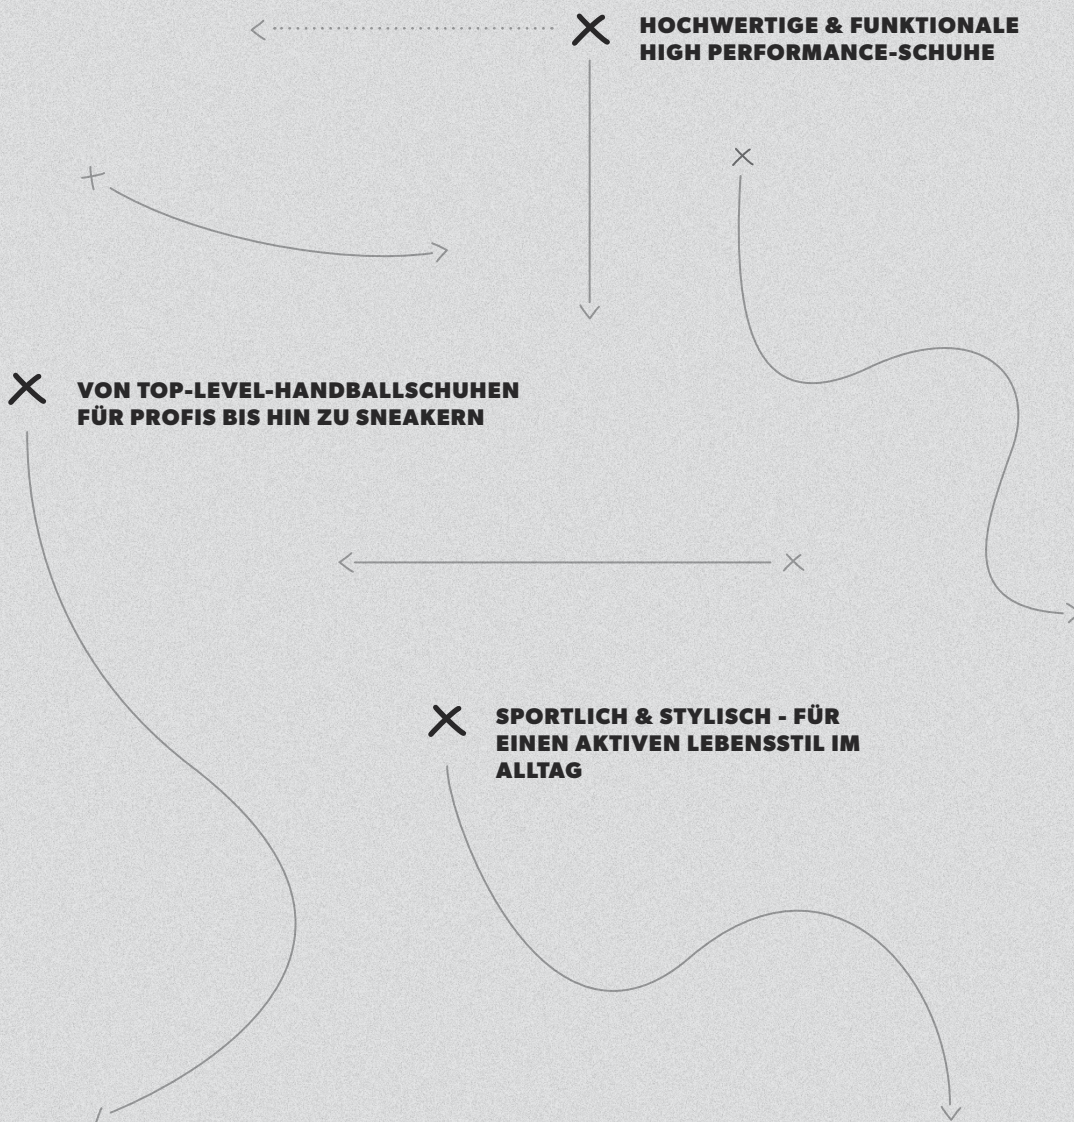 HOCHWERTIGE & FUNKTIONALE
HIGH PERFORMANCE-SCHUHE
VON TOP-LEVEL-HANDBALLSCHUHEN
FÜR PROFIS BIS HIN ZU SNEAKERN
SPORTLICH & STYLISCH - FÜR
EINEN AKTIVEN LEBENSSTIL IM
ALLTAG